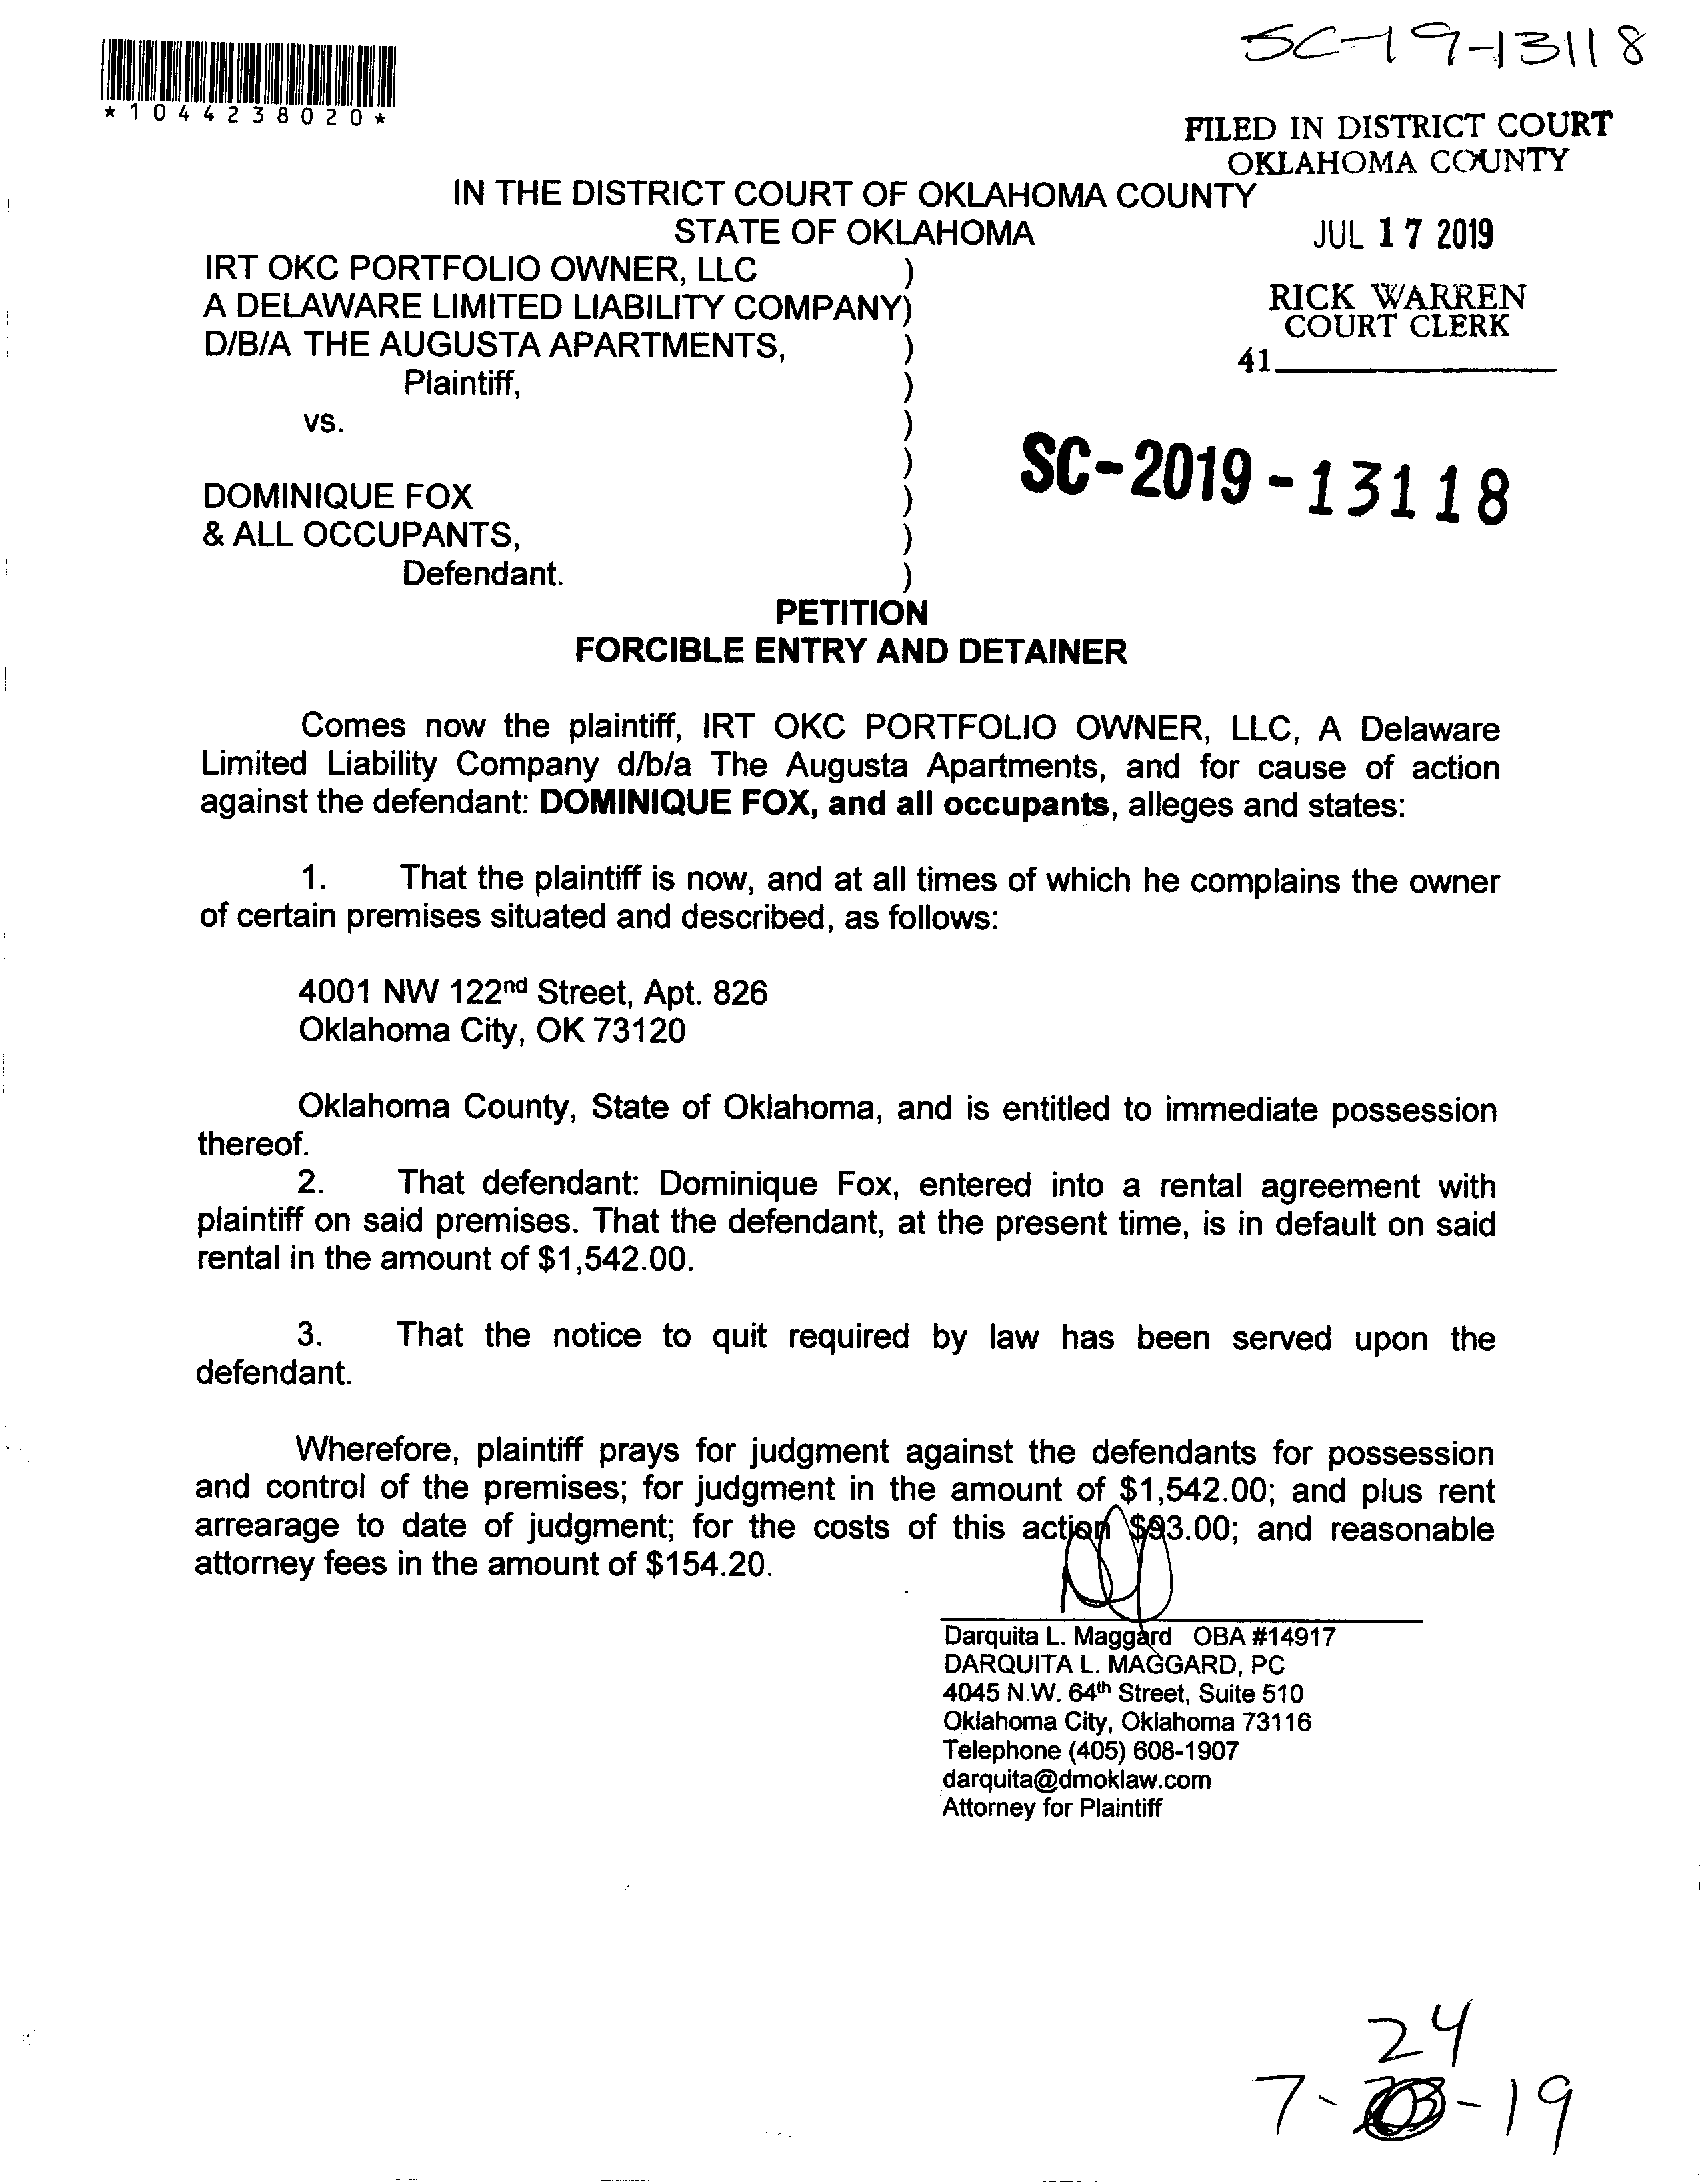 SC-19-13118
*1044238020*
FILED IN DISTRICT COURT
OKLAHOMA COUNTY
IN THE DISTRICT COURT OF OKLAHOMA COUNTY
STATE OF OKLAHOMA
JUL 17 2019
IRT OKC PORTFOLIO OWNER, LLC )
A DELAWARE LIMITED LIABILITY COMPANY)
RICK WARREN
COURT CLERK
D/B/A THE AUGUSTA APARTMENTS, )
41
Plaintiff, )
vs. )
)
SC-2019-13118
DOMINIQUE FOX )
& ALL OCCUPANTS, )
Defendant. )
PETITION
FORCIBLE ENTRY AND DETAINER
Comes now the plaintiff, IRT OKC PORTFOLIO OWNER, LLC, A Delaware
Limited Liability Company d/b/a The Augusta Apartments, and for cause of action
against the defendant: DOMINIQUE FOX, and all occupants, alleges and states:
1. That the plaintiff is now, and at all times of which he complains the owner
of certain premises situated and described, as follows:
4001 NW 122nd Street, Apt. 826
Oklahoma City, OK 73120
Oklahoma County, State of Oklahoma, and is entitled to immediate possession
thereof.
2. That defendant: Dominique Fox, entered into a rental agreement with
plaintiff on said premises. That the defendant, at the present time, is in default on said
rental in the amount of $1,542.00.
3. That the notice to quit required by law has been served upon the
defendant.
Wherefore, plaintiff prays for judgment against the defendants for possession
and control of the premises; for judgment in the amount of $1,542.00; and plus rent
arrearage to date of judgment; for the costs of this action $93.00; and reasonable
attorney fees in the amount of $154.20.
Darquita L. Maggard OBA #14917
DARQUITA L. MAGGARD, PC
4045 N.W. 64th Street, Suite 510
Oklahoma City, Oklahoma 73116
Telephone (405) 608-1907
darquita@dmoklaw.com
Attorney for Plaintiff
24
7- -19